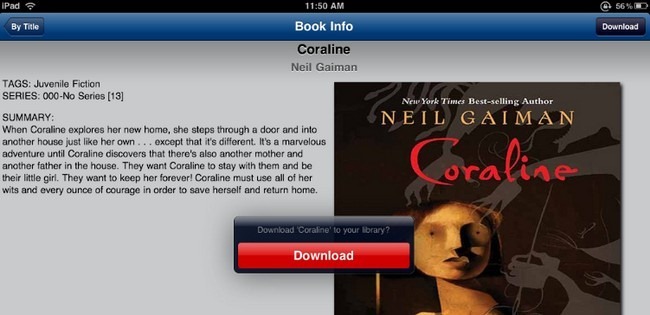 iPad 11:50 AM 56%
By Title Book Info Download
Coraline
Neil Gaiman
TAGS: Juvenile Fiction
SERIES: 000-No Series [13]
SUMMARY:
When Coraline explores her new home, she steps through a door and into
another house just like her own . . . except that it's different. It's a marvelous
adventure until Coraline discovers that there's also another mother and
another father in the house. They want Coraline to stay with them and be
their little girl. They want to keep her forever! Coraline must use all of her
wits and every ounce of courage in order to save herself and return home.
New York Times Best-selling Author
NEIL GAIMAN
Coraline
Download 'Coraline' to your library?
Download